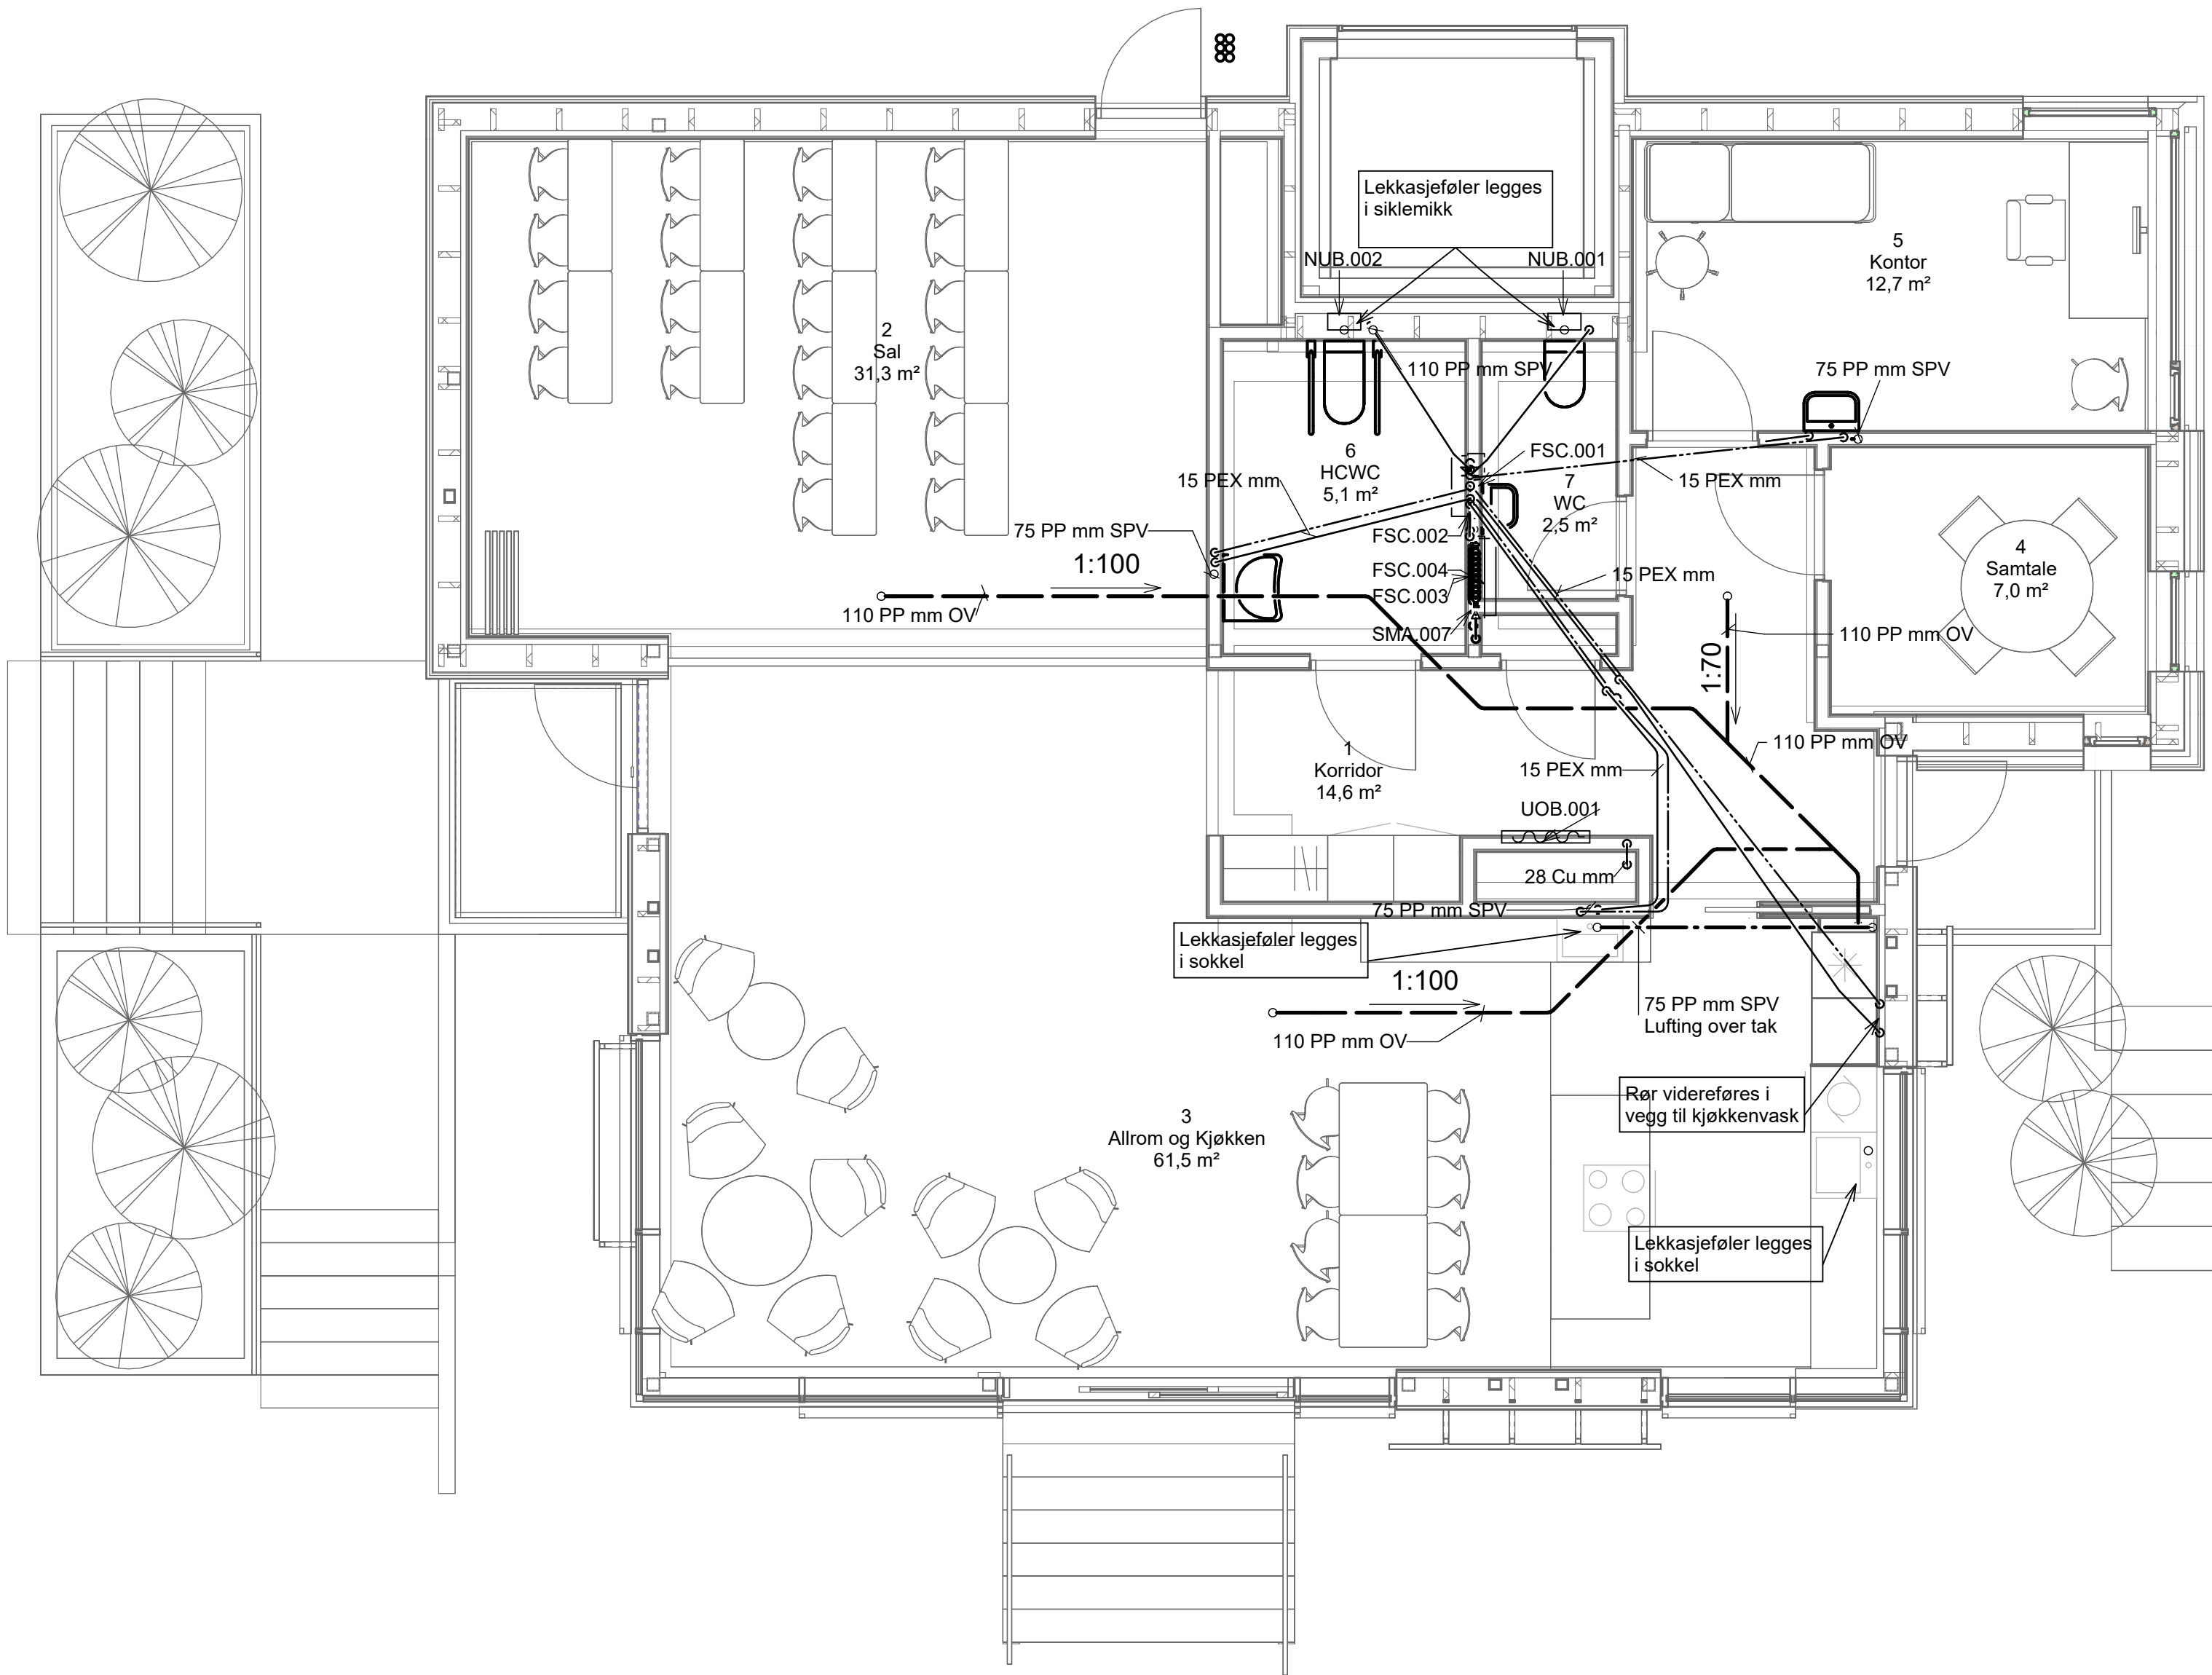 Lekkasjeføler legges
i siklemikk
NUB.002
NUB.001
5
Kontor
12,7 m²
2
Sal
31,3 m²
110 PP mm SPV
75 PP mm SPV
6
HCWC
5,1 m²
FSC.001
15 PEX mm
15 PEX mm
7
WC
2,5 m²
75 PP mm SPV
FSC.002
1:100
FSC.004
15 PEX mm
4
Samtale
7,0 m²
FSC.003
110 PP mm OV
SMA.007
110 PP mm OV
1:70
110 PP mm OV
1
Korridor
14,6 m²
15 PEX mm
UOB.001
28 Cu mm
75 PP mm SPV
Lekkasjeføler legges
i sokkel
1:100
75 PP mm SPV
Lufting over tak
110 PP mm OV
Rør videreføres i
vegg til kjøkkenvask
3
Allrom og Kjøkken
61,5 m²
Lekkasjeføler legges
i sokkel